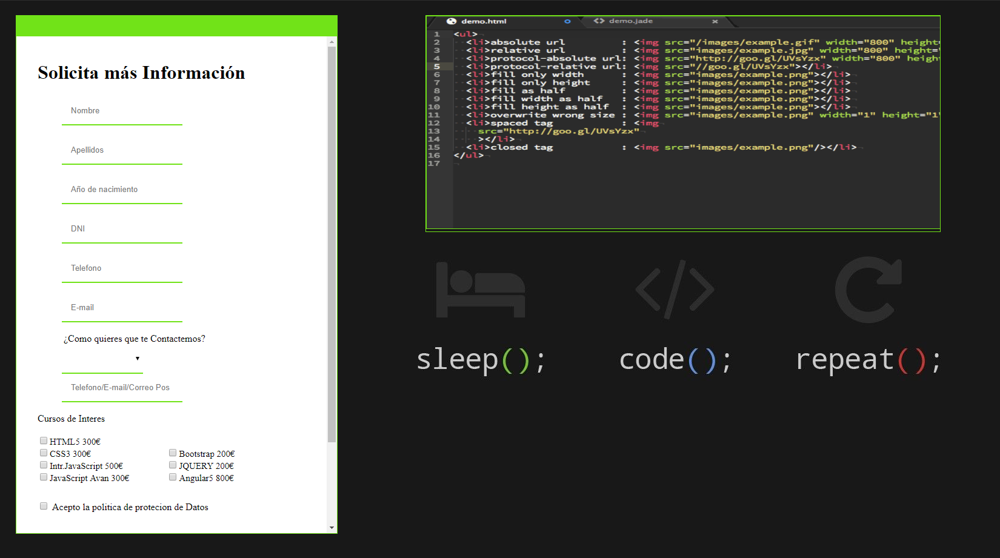 Solicita más Información
Nombre
Apellidos
Año de nacimiento
DNI
Telefono
E-mail
¿Como quieres que te Contactemos?
Telefono/E-mail/Correo Pos
Cursos de Interes
HTML5 300€
CSS3 300€ Bootstrap 200€
Intr.JavaScript 500€ JQUERY 200€
JavaScript Avan 300€ Angular5 800€
Acepto la politica de protecion de Datos
demo.html demo.jade
1 <ul>
2 <li>absolute url : <img src="/images/example.gif" width="800" height=
3 <li>relative url : <img src="images/example.jpg" width="800" height=
4 <li>protocol-absolute url: <img src="http://goo.gl/UVsYzx" width="800" heigh
5 <li>protocol-relative url: <img src="//goo.gl/UVsYzx"></li>
6 <li>fill only width : <img src="images/example.png"></li>
7 <li>fill only height : <img src="images/example.png"></li>
8 <li>fill as half : <img src="images/example.png"></li>
9 <li>fill width as half : <img src="images/example.png"></li>
10 <li>fill height as half : <img src="images/example.png"></li>
11 <li>overwrite wrong size : <img src="images/example.png" width="1" height="1"
12 <li>spaced tag : <img
13 src="http://goo.gl/UVsYzx"
14 ></li>
15 <li>closed tag : <img src="images/example.png"/></li>
16 </ul>
17
sleep(); code(); repeat();